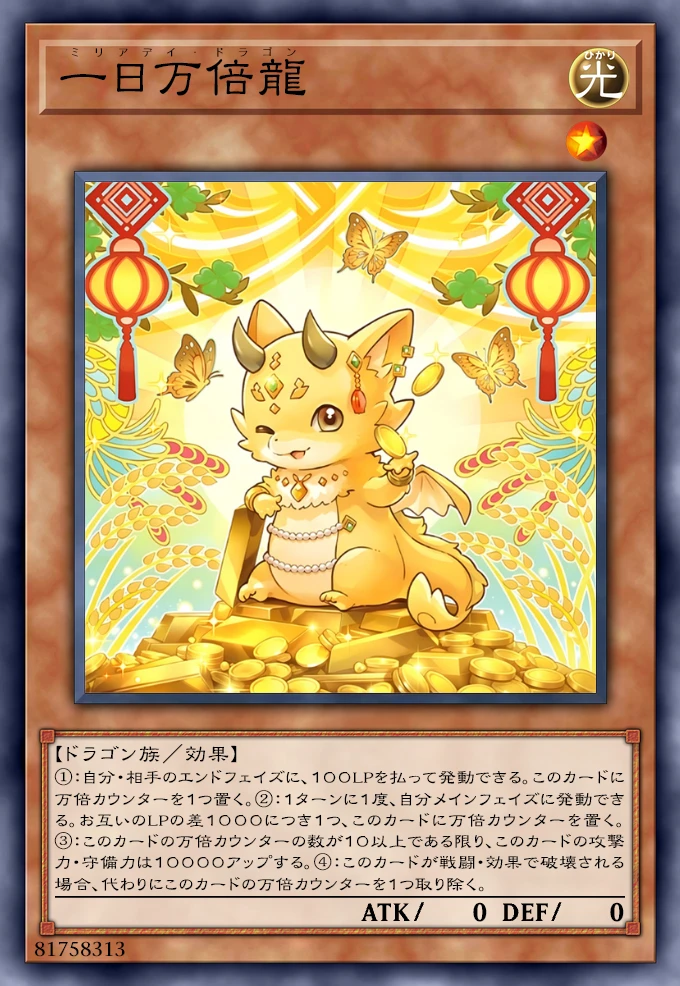 ミリアデイ・ドラゴン
一日万倍龍
ひかり
光
【ドラゴン族／効果】
①：自分・相手のエンドフェイズに、１００LPを払って発動できる。このカードに
万倍カウンターを１つ置く。②：１ターンに１度、自分メインフェイズに発動でき
る。お互いのLPの差１０００につき１つ、このカードに万倍カウンターを置く。
③：このカードの万倍カウンターの数が１０以上である限り、このカードの攻撃
力・守備力は１００００アップする。④：このカードが戦闘・効果で破壊される
場合、代わりにこのカードの万倍カウンターを１つ取り除く。
ATK/ 0 DEF/ 0
81758313